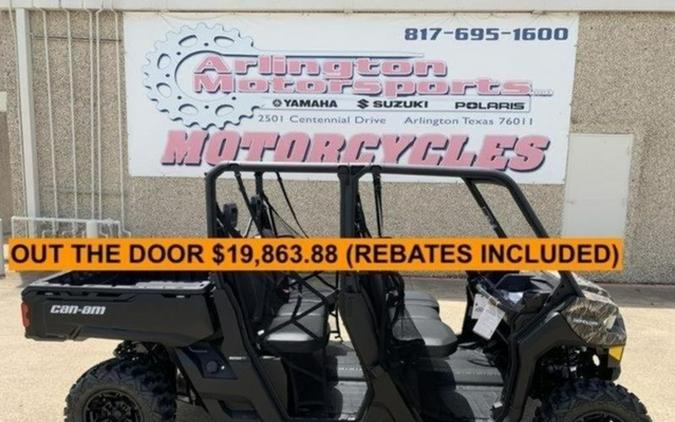 817-695-1600
Arlington
Motorsports
YAMAHA SUZUKI POLARIS
2501 Centennial Drive Arlington Texas 76011
MOTORCYCLES
OUT THE DOOR $19,863.88 (REBATES INCLUDED)
can-am